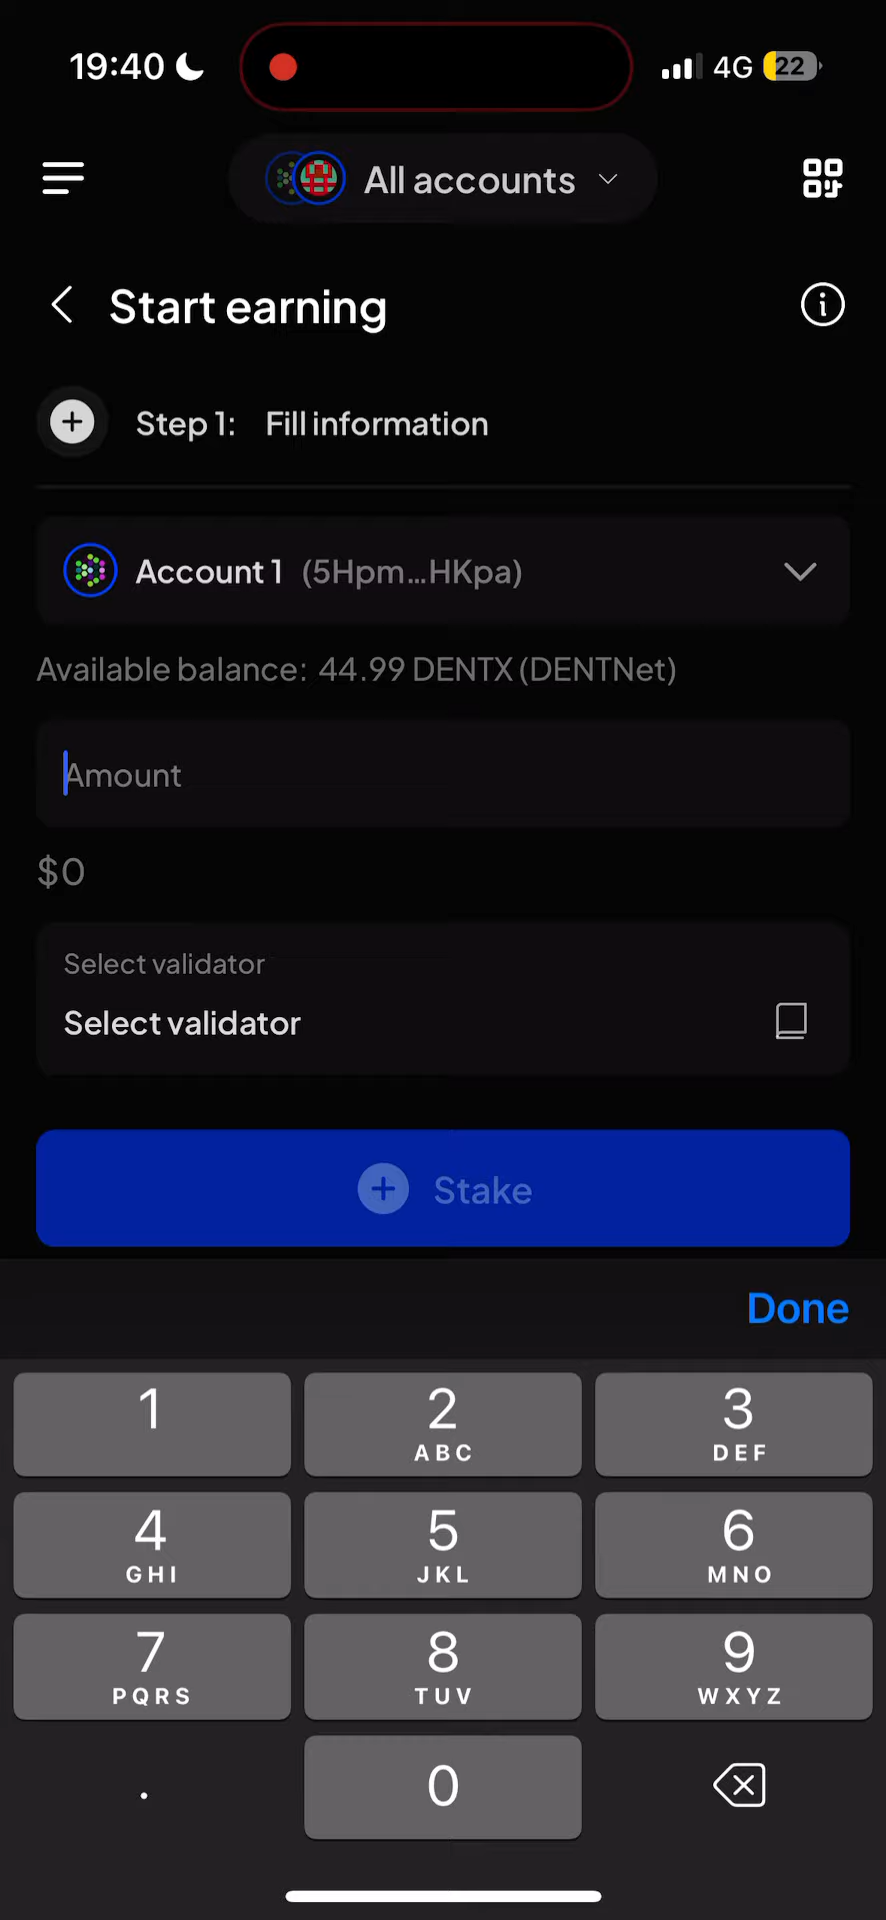 19:40 4G 22
All accounts
Start earning
Step 1: Fill information
Account 1 (5Hpm...HKpa)
Available balance: 44.99 DENTX (DENTNet)
Amount
$0
Select validator
Select validator
Stake
Done
1 2 3
ABC DEF
4 5 6
GHI JKL MNO
7 8 9
PQRS TUV WXYZ
. 0